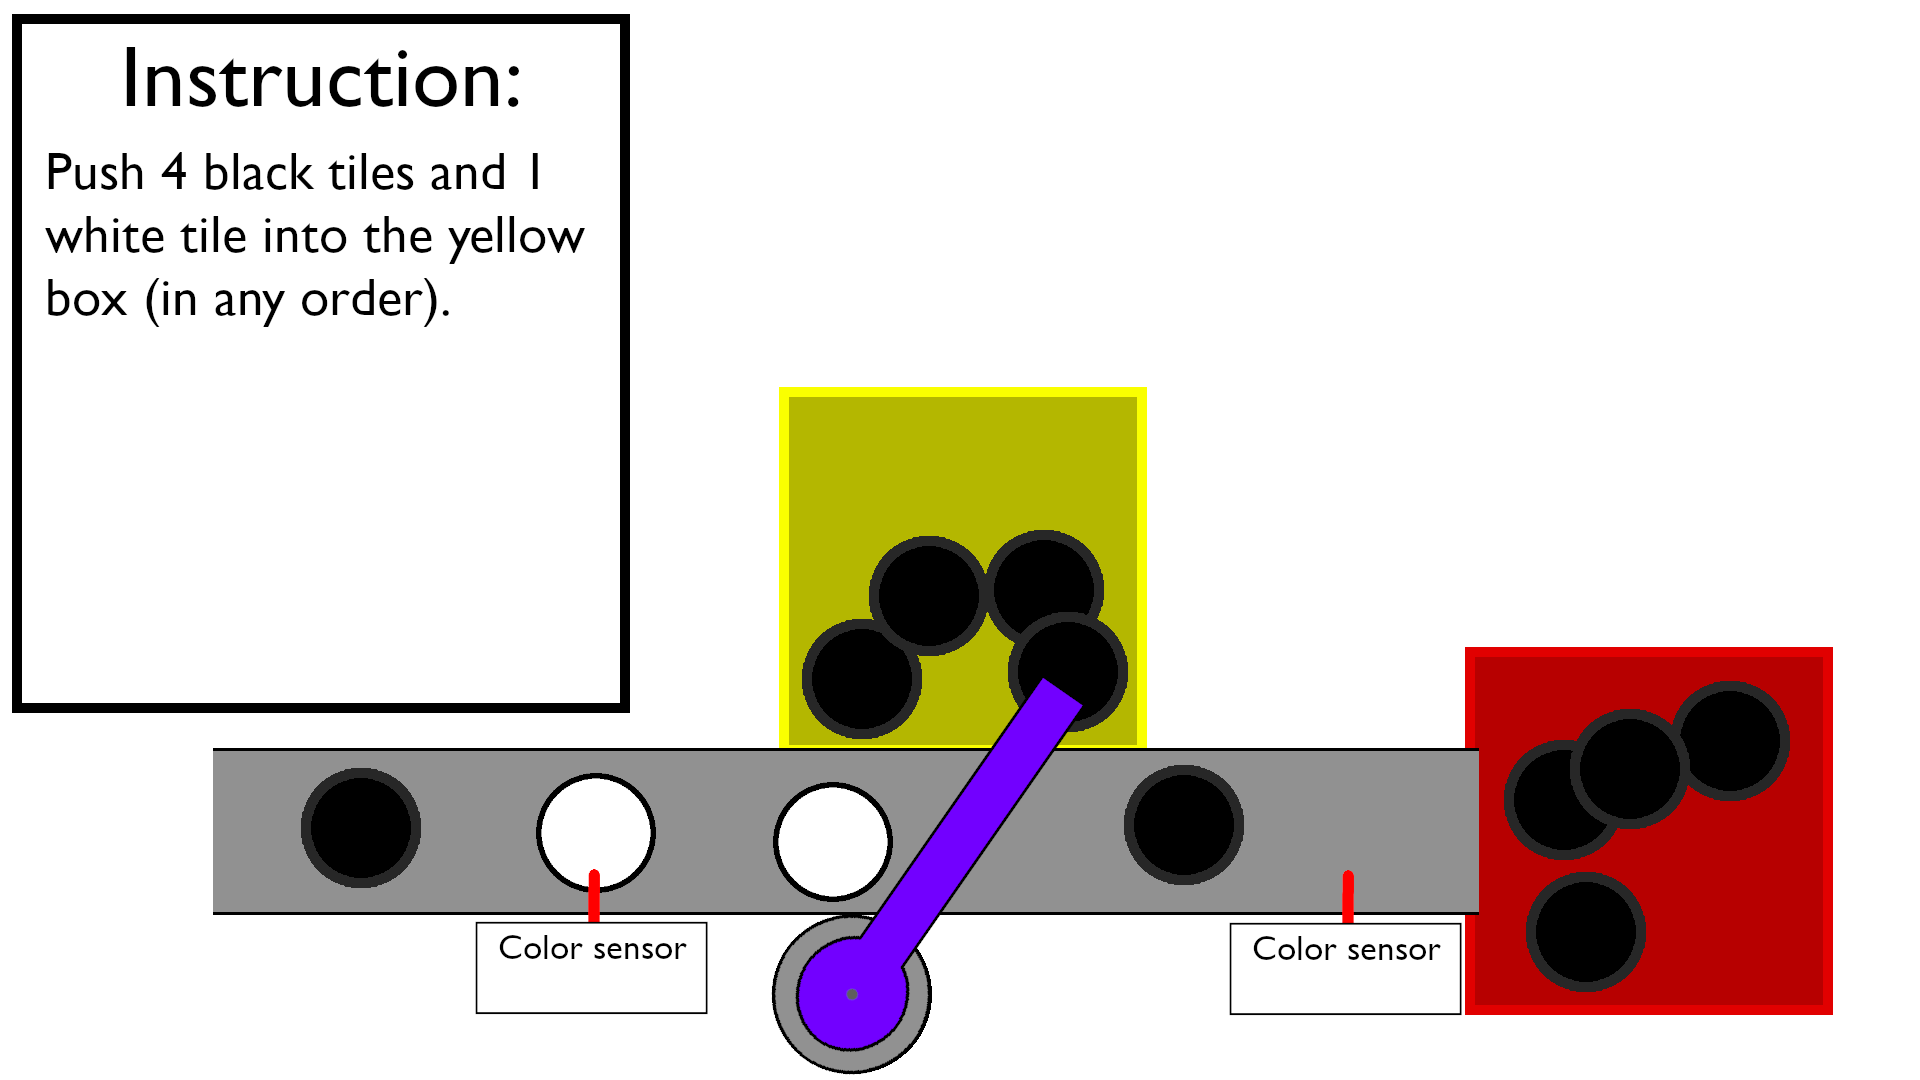 Instruction:
Push 4 black tiles and 1
white tile into the yellow
box (in any order).
Color sensor
Color sensor